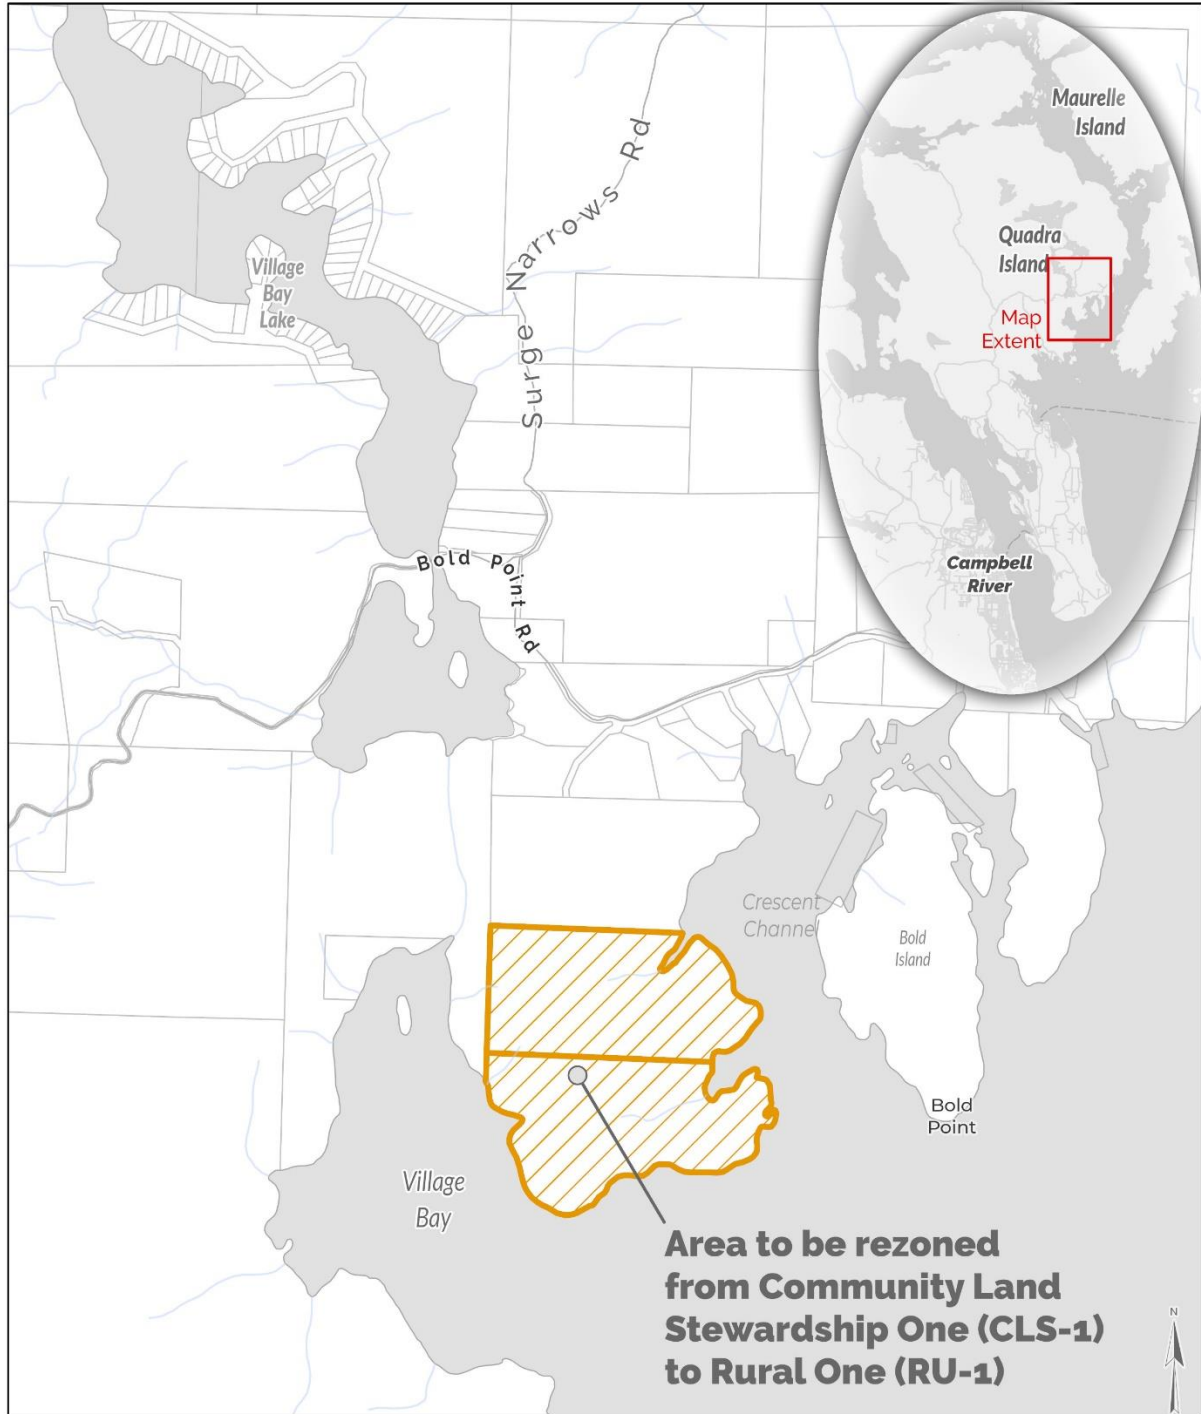 Maurelle
Island
Quadra
Island
Map
Extent
Campbell
River
Surge Narrows Rd
Village
Bay
Lake
Bold Point Rd
Crescent
Channel
Bold
Island
Bold
Point
Village
Bay
Area to be rezoned
from Community Land
Stewardship One (CLS-1)
to Rural One (RU-1)
N